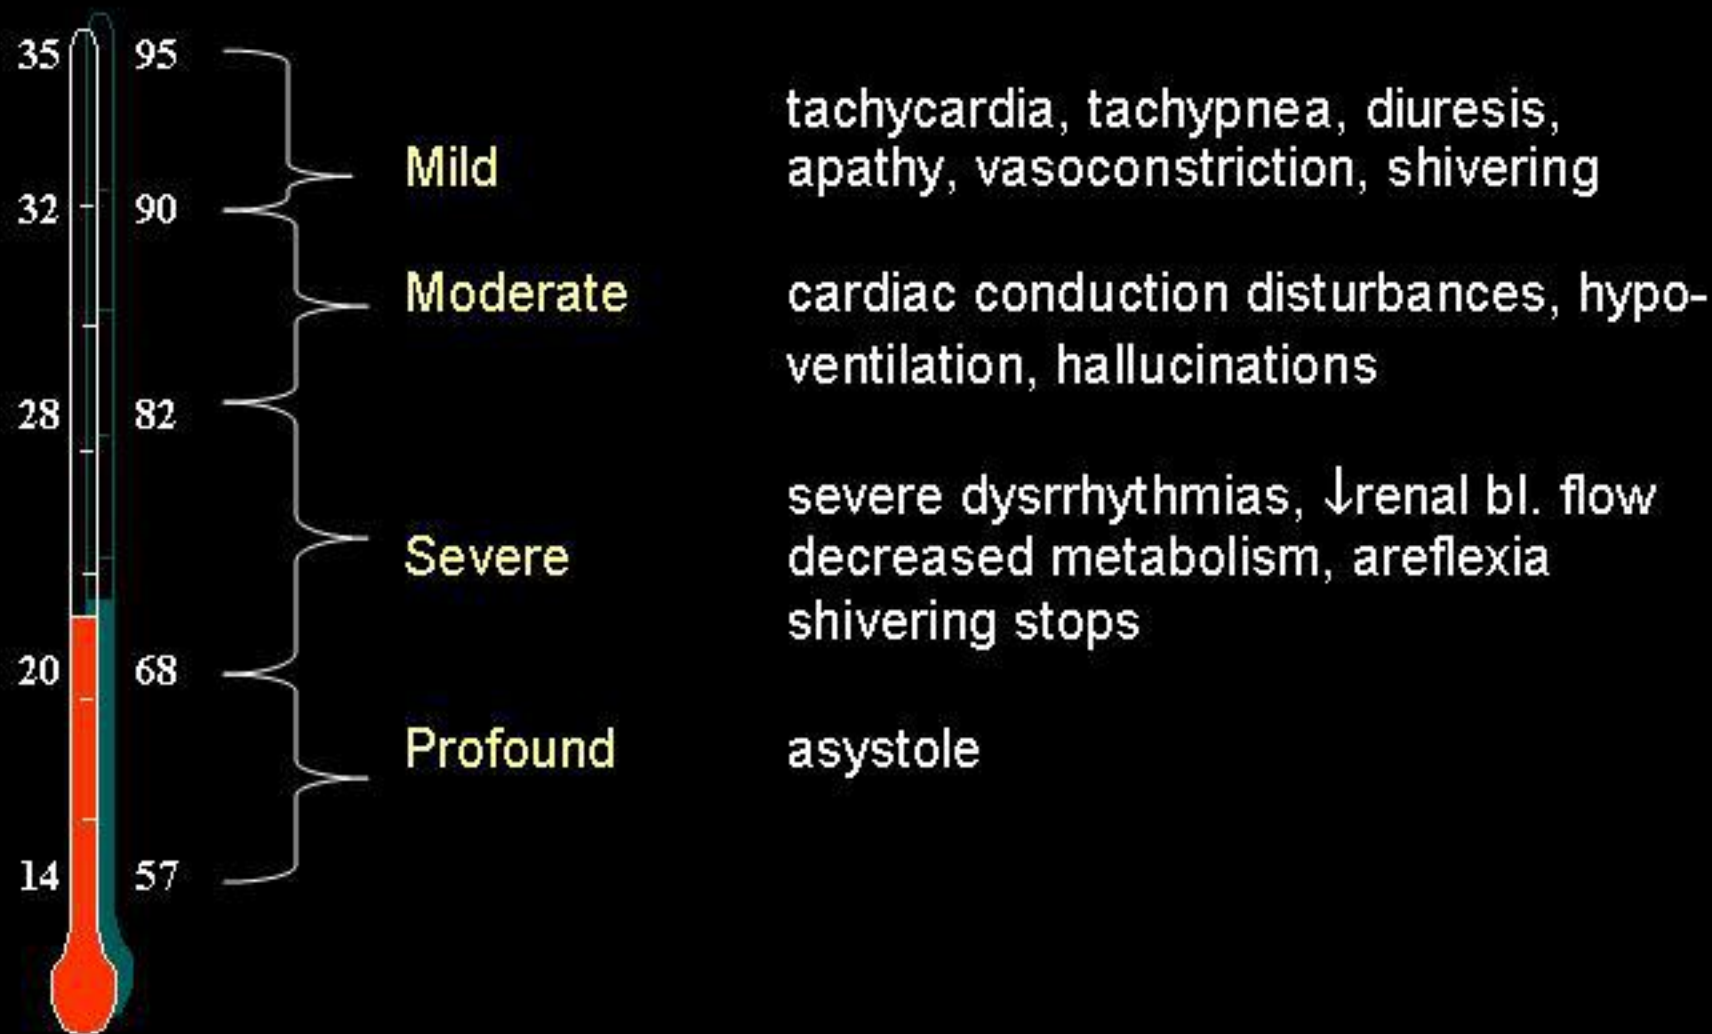 35 95
tachycardia, tachypnea, diuresis,
Mild apathy, vasoconstriction, shivering
32 90
Moderate cardiac conduction disturbances, hypo-
ventilation, hallucinations
28 82
severe dysrrhythmias, ↓renal bl. flow
Severe decreased metabolism, areflexia
shivering stops
20 68
Profound asystole
14 57